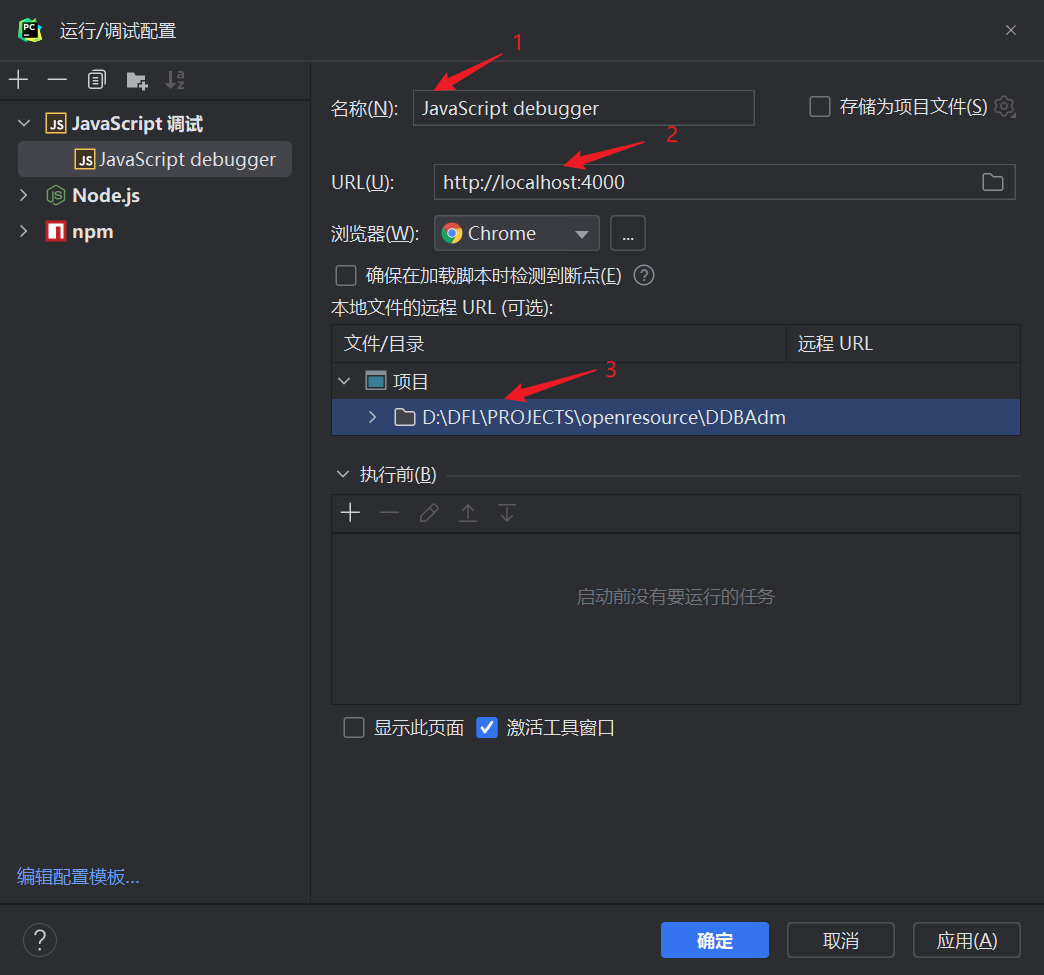 运行/调试配置
1
JavaScript 调试
JavaScript debugger
Node.js
npm
名称(N):
JavaScript debugger
存储为项目文件(S)
2
URL(U):
http://localhost:4000
浏览器(W):
Chrome
...
确保在加载脚本时检测到断点(E)
本地文件的远程 URL (可选):
文件/目录
远程 URL
3
项目
D:\DFL\PROJECTS\openresource\DDBAdm
执行前(B)
启动前没有要运行的任务
显示此页面
激活工具窗口
编辑配置模板...
?
确定
取消
应用(A)